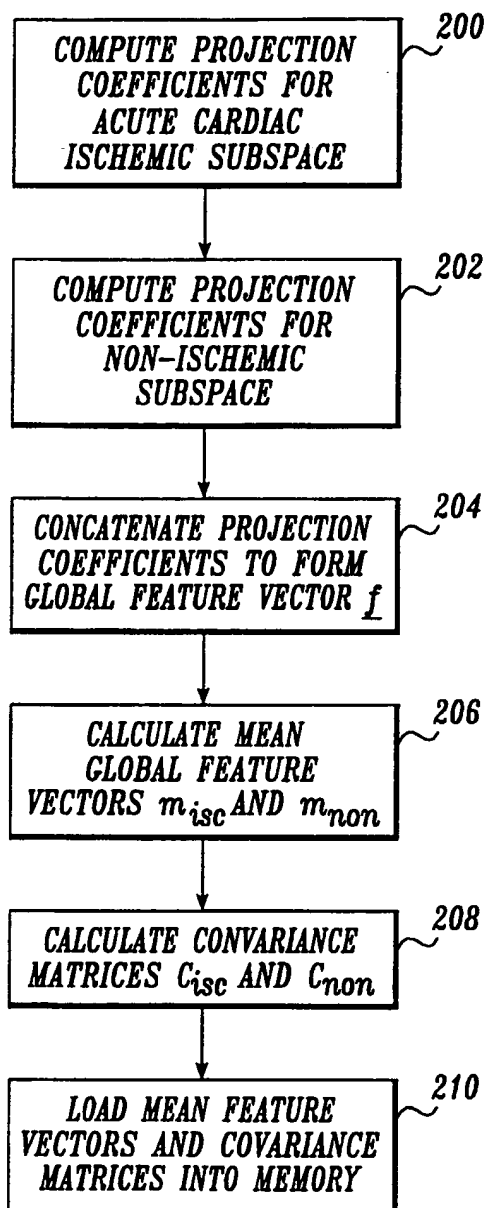 200
COMPUTE PROJECTION
COEFFICIENTS FOR
ACUTE CARDIAC
ISCHEMIC SUBSPACE
202
COMPUTE PROJECTION
COEFFICIENTS FOR
NON-ISCHEMIC
SUBSPACE
204
CONCATENATE PROJECTION
COEFFICIENTS TO FORM
GLOBAL FEATURE VECTOR f
206
CALCULATE MEAN
GLOBAL FEATURE
VECTORS m_isc AND m_non
208
CALCULATE CONVARIANCE
MATRICES C_isc AND C_non
210
LOAD MEAN FEATURE
VECTORS AND COVARIANCE
MATRICES INTO MEMORY